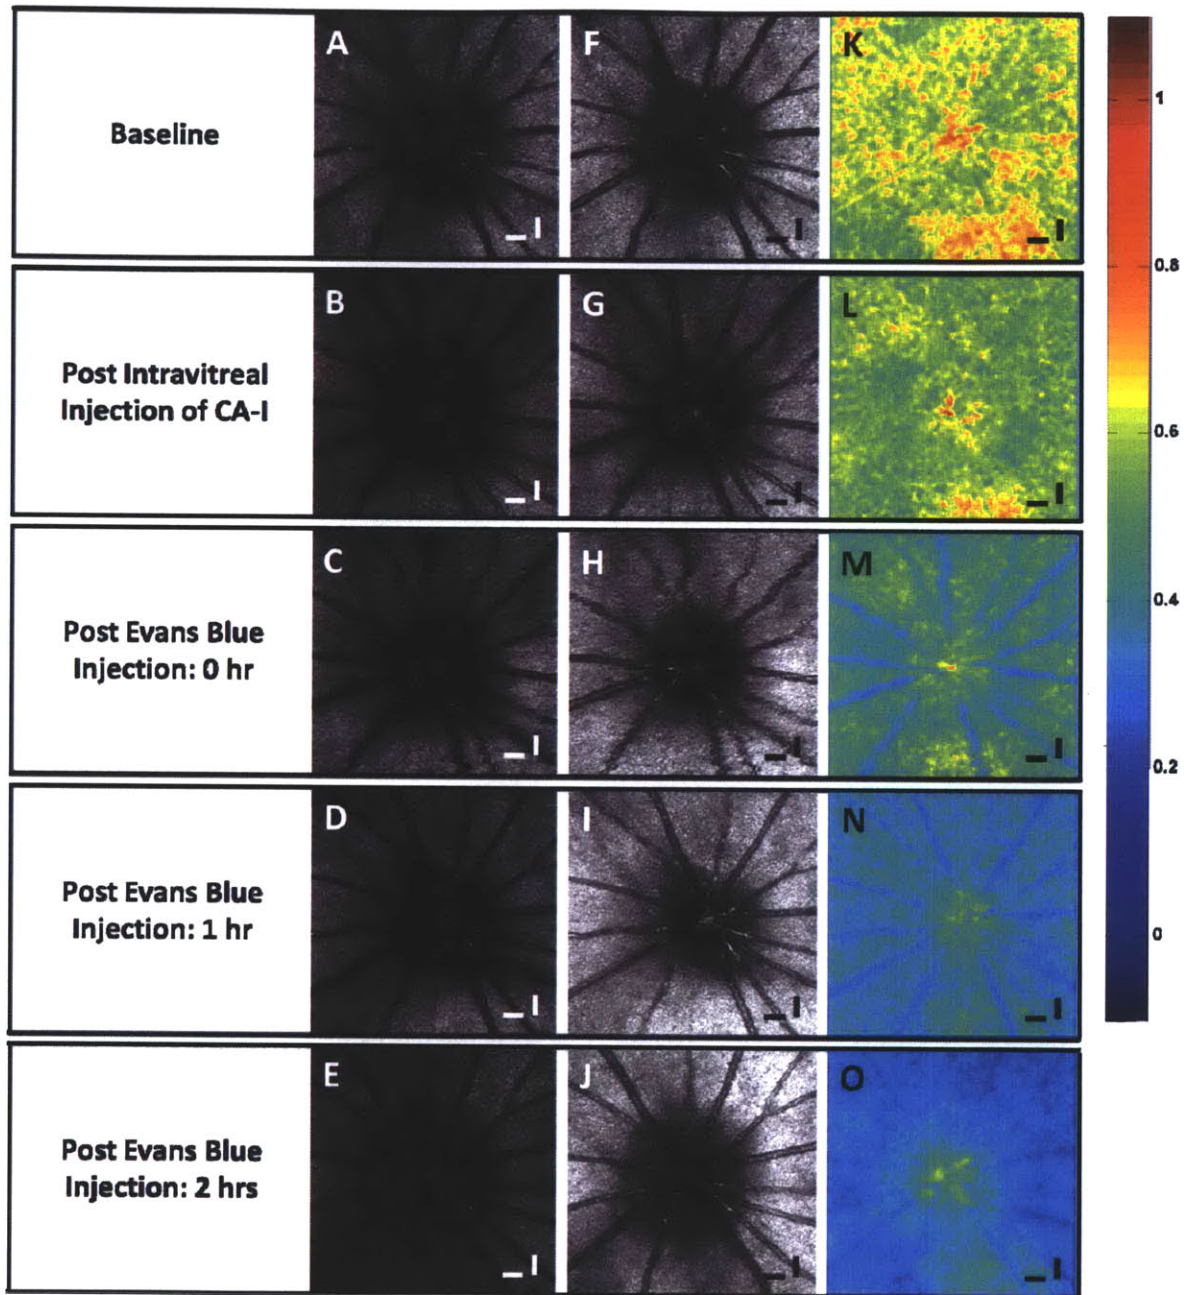 A
F
K
Baseline
1
0.8
B
G
L
Post Intravitreal
Injection of CA-I
0.6
C
H
M
Post Evans Blue
Injection: 0 hr
0.4
0.2
D
I
N
Post Evans Blue
Injection: 1 hr
0
E
J
O
Post Evans Blue
Injection: 2 hrs